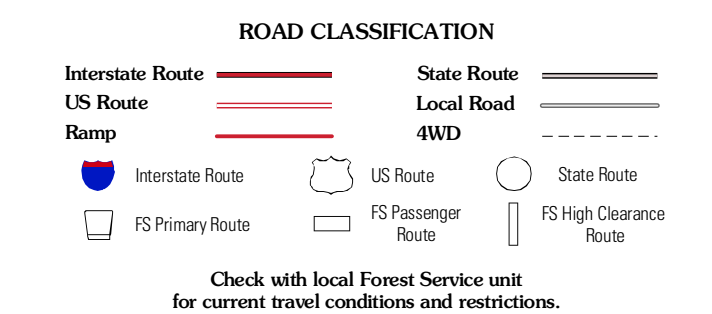 ROAD CLASSIFICATION
Interstate Route
State Route
US Route
Local Road
Ramp
4WD
Interstate Route
US Route
State Route
FS Primary Route
FS Passenger
Route
FS High Clearance
Route
Check with local Forest Service unit
for current travel conditions and restrictions.